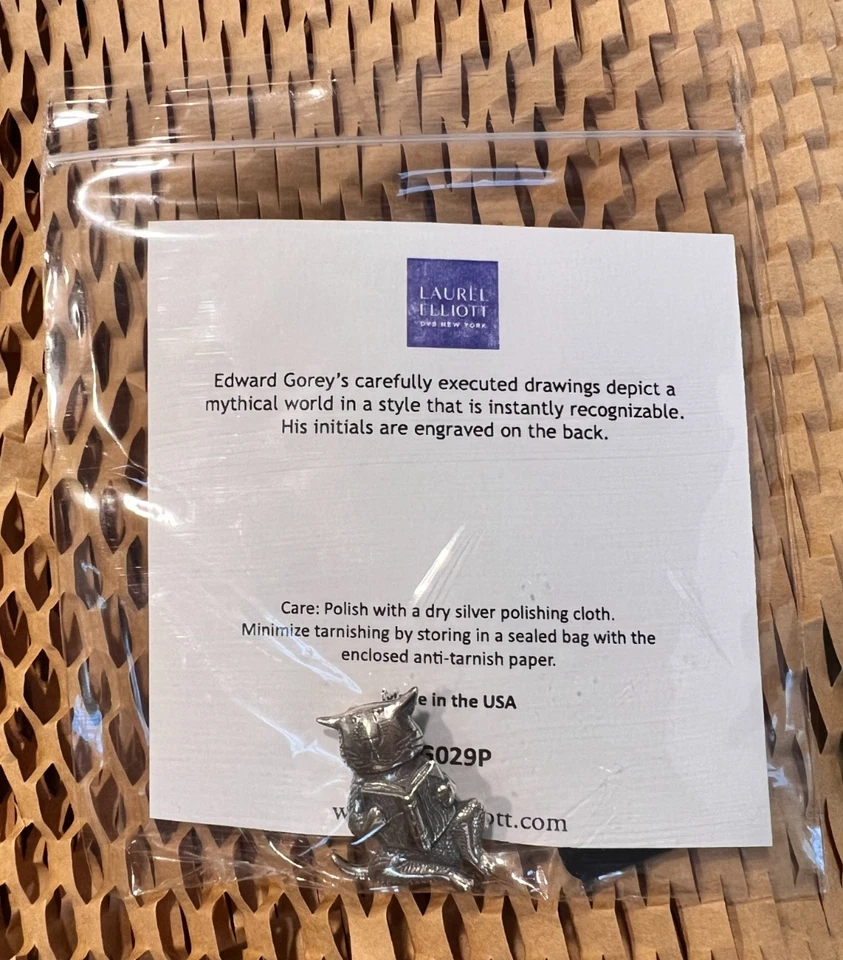 LAUREL
ELLIOTT
Edward Gorey's carefully executed drawings depict a
mythical world in a style that is instantly recognizable.
His initials are engraved on the back.
Care: Polish with a dry silver polishing cloth.
Minimize tarnishing by storing in a sealed bag with the
enclosed anti-tarnish paper.
in the USA
029P
ott.com